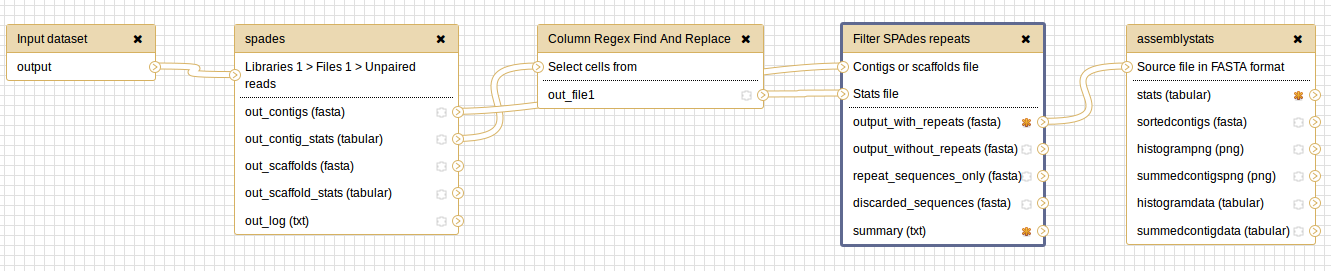 Input dataset
output
spades
Libraries 1 > Files 1 > Unpaired
reads
out_contigs (fasta)
out_contig_stats (tabular)
out_scaffolds (fasta)
out_scaffold_stats (tabular)
out_log (txt)
Column Regex Find And Replace
Select cells from
out_file1
Filter SPAdes repeats
Contigs or scaffolds file
Stats file
output_with_repeats (fasta)
output_without_repeats (fasta)
repeat_sequences_only (fasta)
discarded_sequences (fasta)
summary (txt)
assemblystats
Source file in FASTA format
stats (tabular)
sortedcontigs (fasta)
histogrampng (png)
summedcontigspng (png)
histogramdata (tabular)
summedcontigdata (tabular)